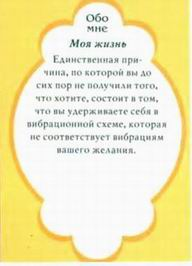 Обо
мне
Моя жизнь
Единственная при-
чина, по которой вы до
сих пор не получили того,
что хотите, состоит в том,
что вы удерживаете себя в
вибрационной схеме, которая
не соответствует вибрациям
вашего желания.